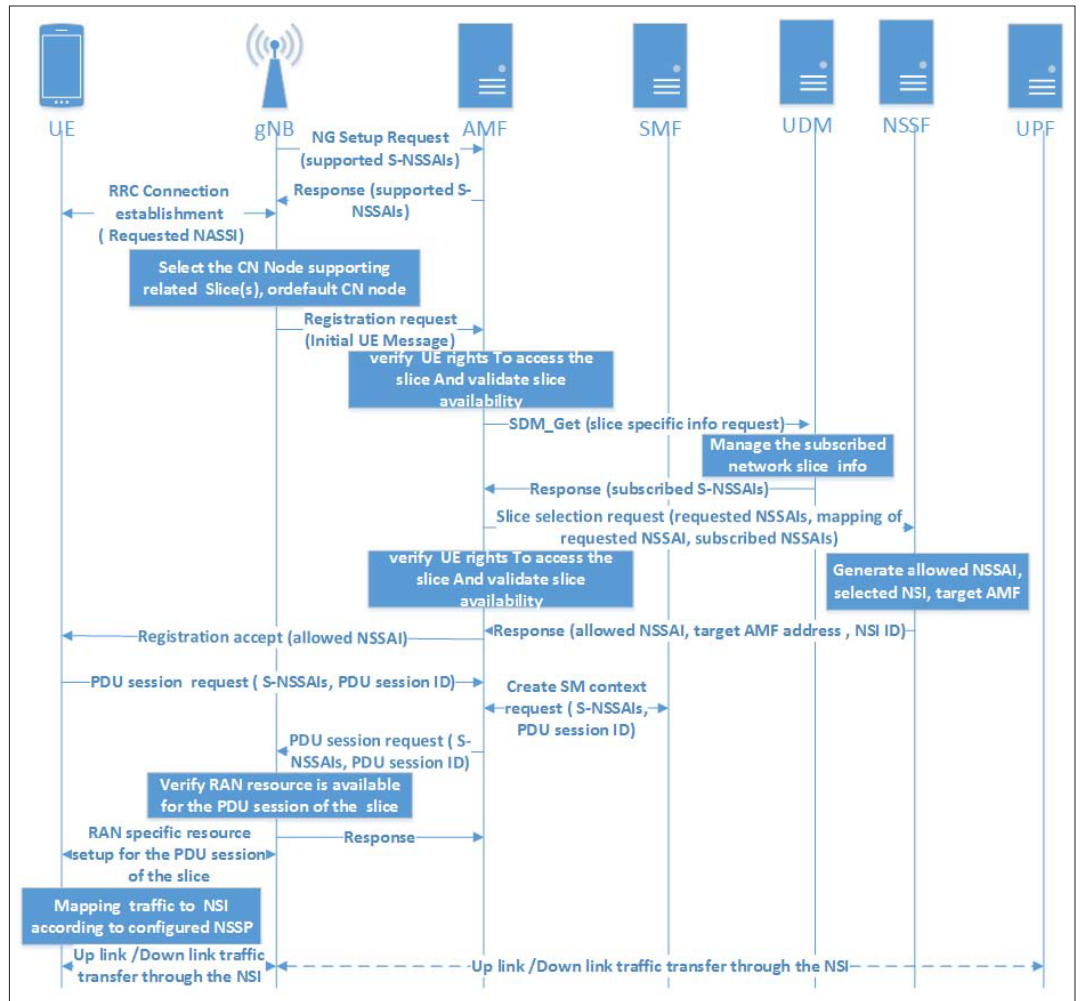 UE
gNB
AMF
SMF
UDM
NSSF
UPF
NG Setup Request
(supported S-NSSAIs)
Response (supported S-
NSSAIs)
RRC Connection
establishment
( Requested NASSI)
Select the CN Node supporting
related Slice(s), ordefault CN node
Registration request
(Initial UE Message)
verify UE rights To access the
slice And validate slice
availability
SDM_Get (slice specific info request)
Manage the subscribed
network slice info
Response (subscribed S-NSSAIs)
Slice selection request (requested NSSAIs, mapping of
requested NSSAI, subscribed NSSAIs)
verify UE rights To access the
slice And validate slice
availability
Generate allowed NSSAI,
selected NSI, target AMF
Response (allowed NSSAI, target AMF address , NSI ID)
Registration accept (allowed NSSAI)
PDU session request ( S-NSSAIs, PDU session ID)
Create SM context
request ( S-NSSAIs,
PDU session ID)
PDU session request ( S-
NSSAIs, PDU session ID)
Verify RAN resource is available
for the PDU session of the slice
RAN specific resource
setup for the PDU session
of the slice
Response
Mapping traffic to NSI
according to configured NSSP
Up link /Down link traffic
transfer through the NSI
Up link /Down link traffic transfer through the NSI